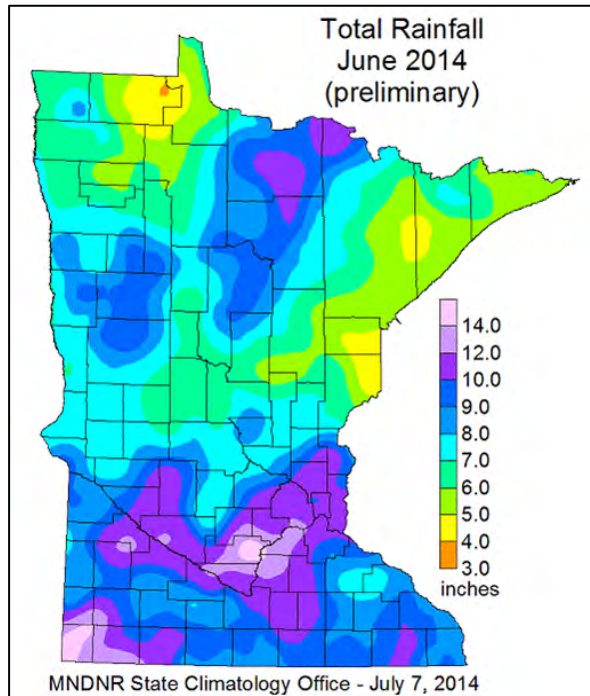 Total Rainfall
June 2014
(preliminary)
14.0
12.0
10.0
9.0
8.0
7.0
6.0
5.0
4.0
3.0
inches
MNDNR State Climatology Office - July 7, 2014